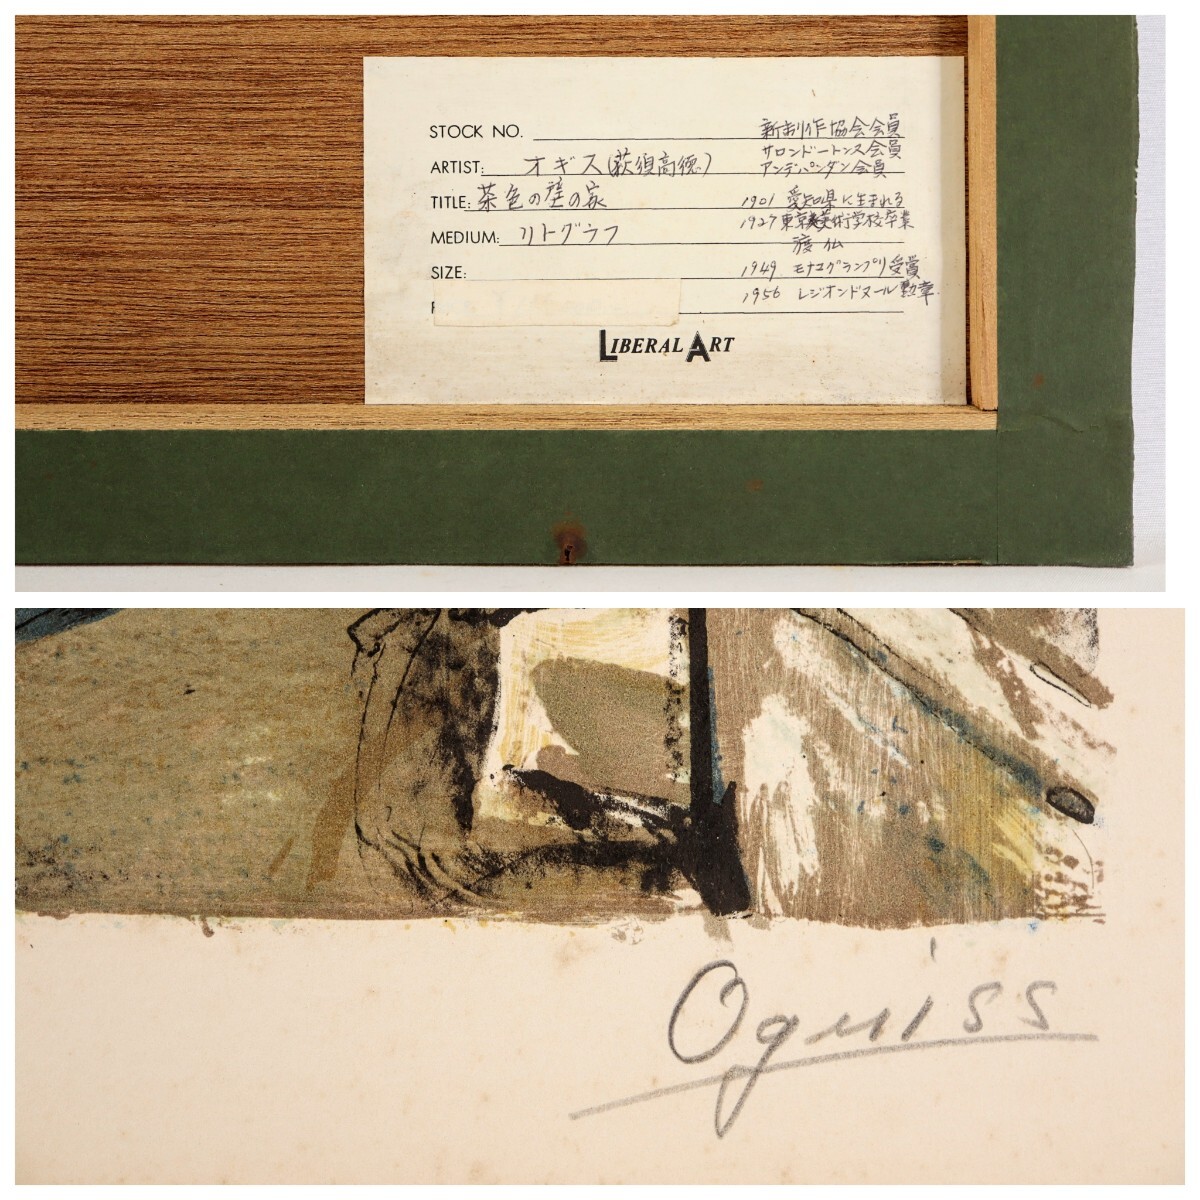 STOCK NO.
ARTIST: オギス(荻須高徳)
TITLE: 茶色の壁の家
MEDIUM: リトグラフ
SIZE:
新制作協会会員
サロンドートンヌ会員
アンデパンダン会員
1901 愛知県に生まれる
1927 東京美術学校卒業
渡仏
1949 モナコグランプリ受賞
1956 レジオンドヌール勲章
LIBERAL ART
Oguiss